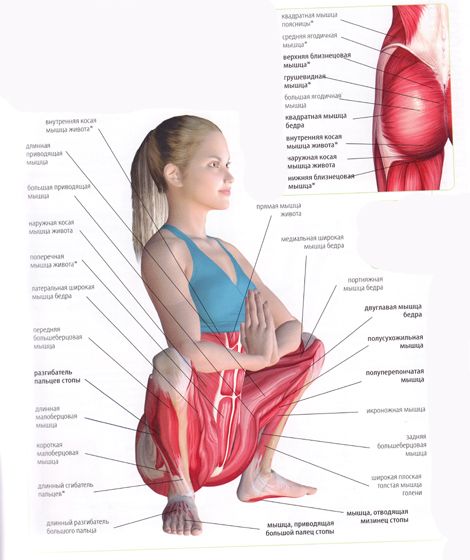 квадратная мышца
поясницы*
средняя ягодичная
мышца*
верхняя близнецовая
мышца*
грушевидная
мышца*
большая ягодичная
мышца
квадратная мышца
бедра
внутренняя косая
мышца живота*
наружная косая
мышца живота
нижняя близнецовая
мышца*
внутренняя косая
мышца живота*
длинная
приводящая
мышца
большая приводящая
мышца
наружная косая
мышца живота
поперечная
мышца живота*
латеральная широкая
мышца бедра
передняя
большеберцовая
мышца
разгибатель
пальцев стопы
длинная
малоберцовая
мышца
короткая
малоберцовая
мышца
длинный сгибатель
пальцев*
длинный разгибатель
большого пальца
прямая мышца
живота
медиальная широкая
мышца бедра
портняжная
мышца бедра
двуглавая мышца
бедра
полусухожильная
мышца
полуперепончатая
мышца
икроножная мышца
задняя
большеберцовая
мышца
широкая плоская
толстая мышца
голени
мышца, отводящая
мизинец стопы
мышца, приводящая
большой палец стопы